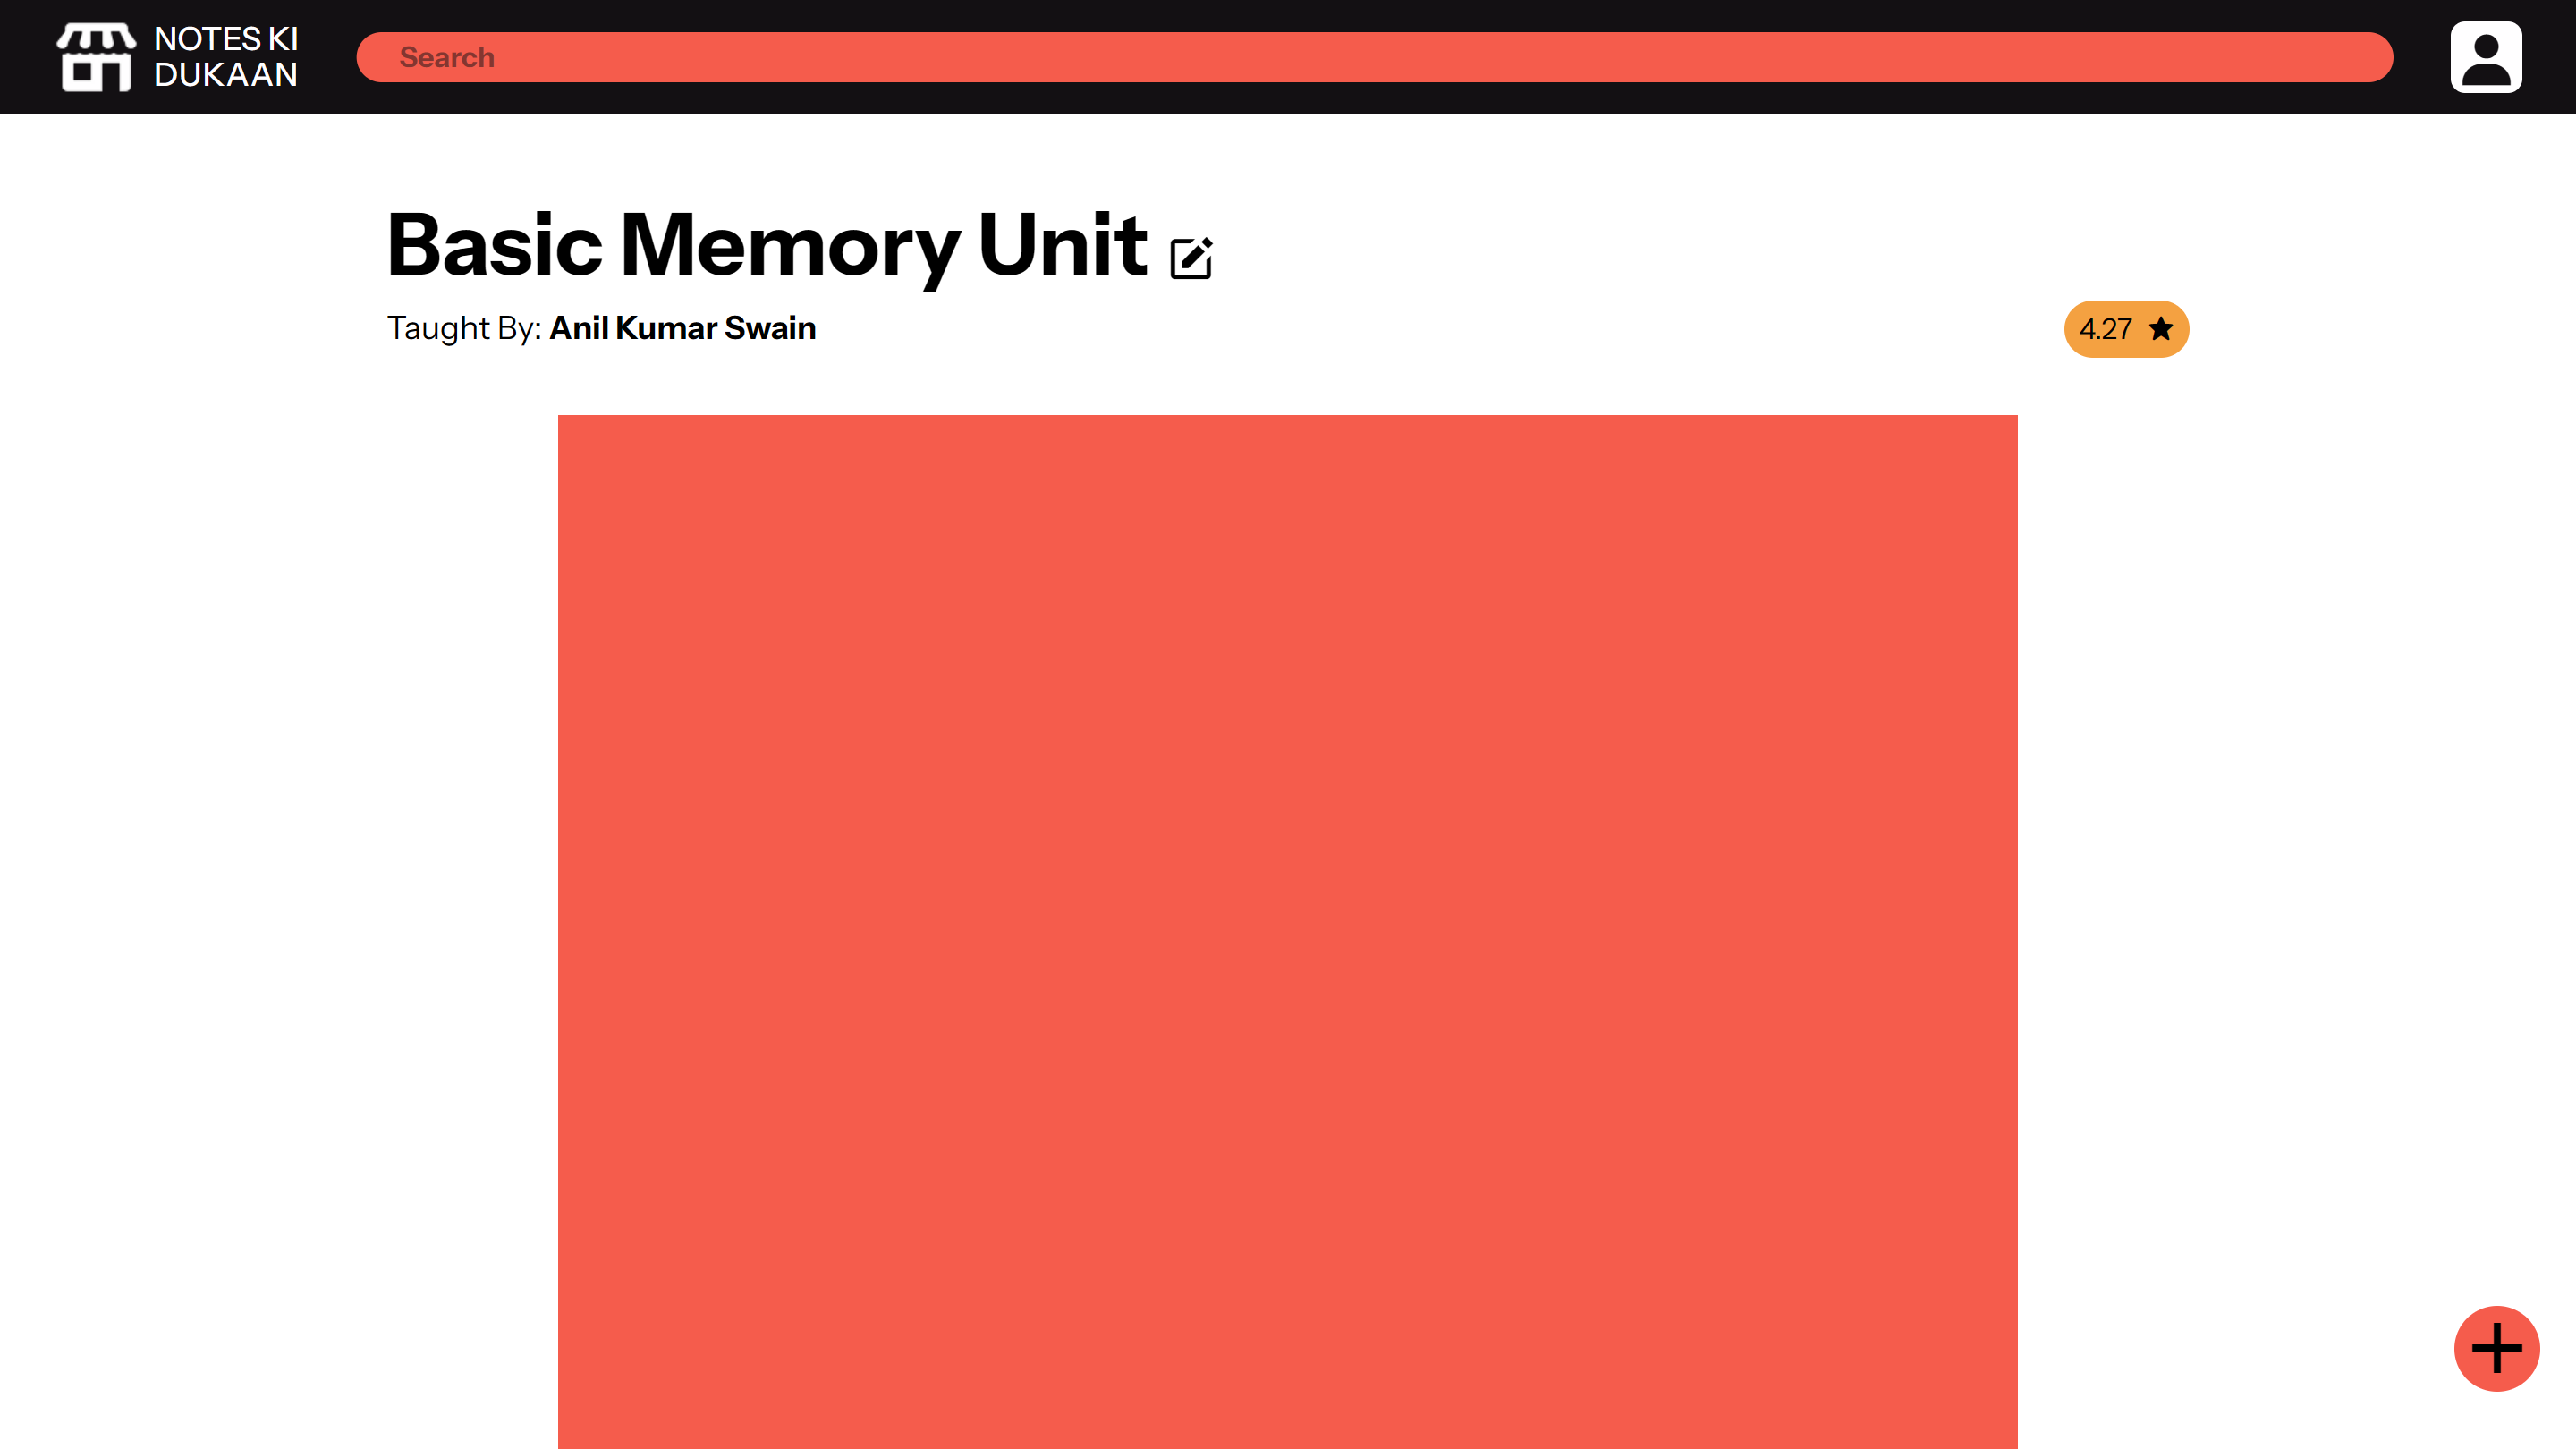 NOTES KI
DUKAAN
Search
Basic Memory Unit
Taught By: Anil Kumar Swain
4.27